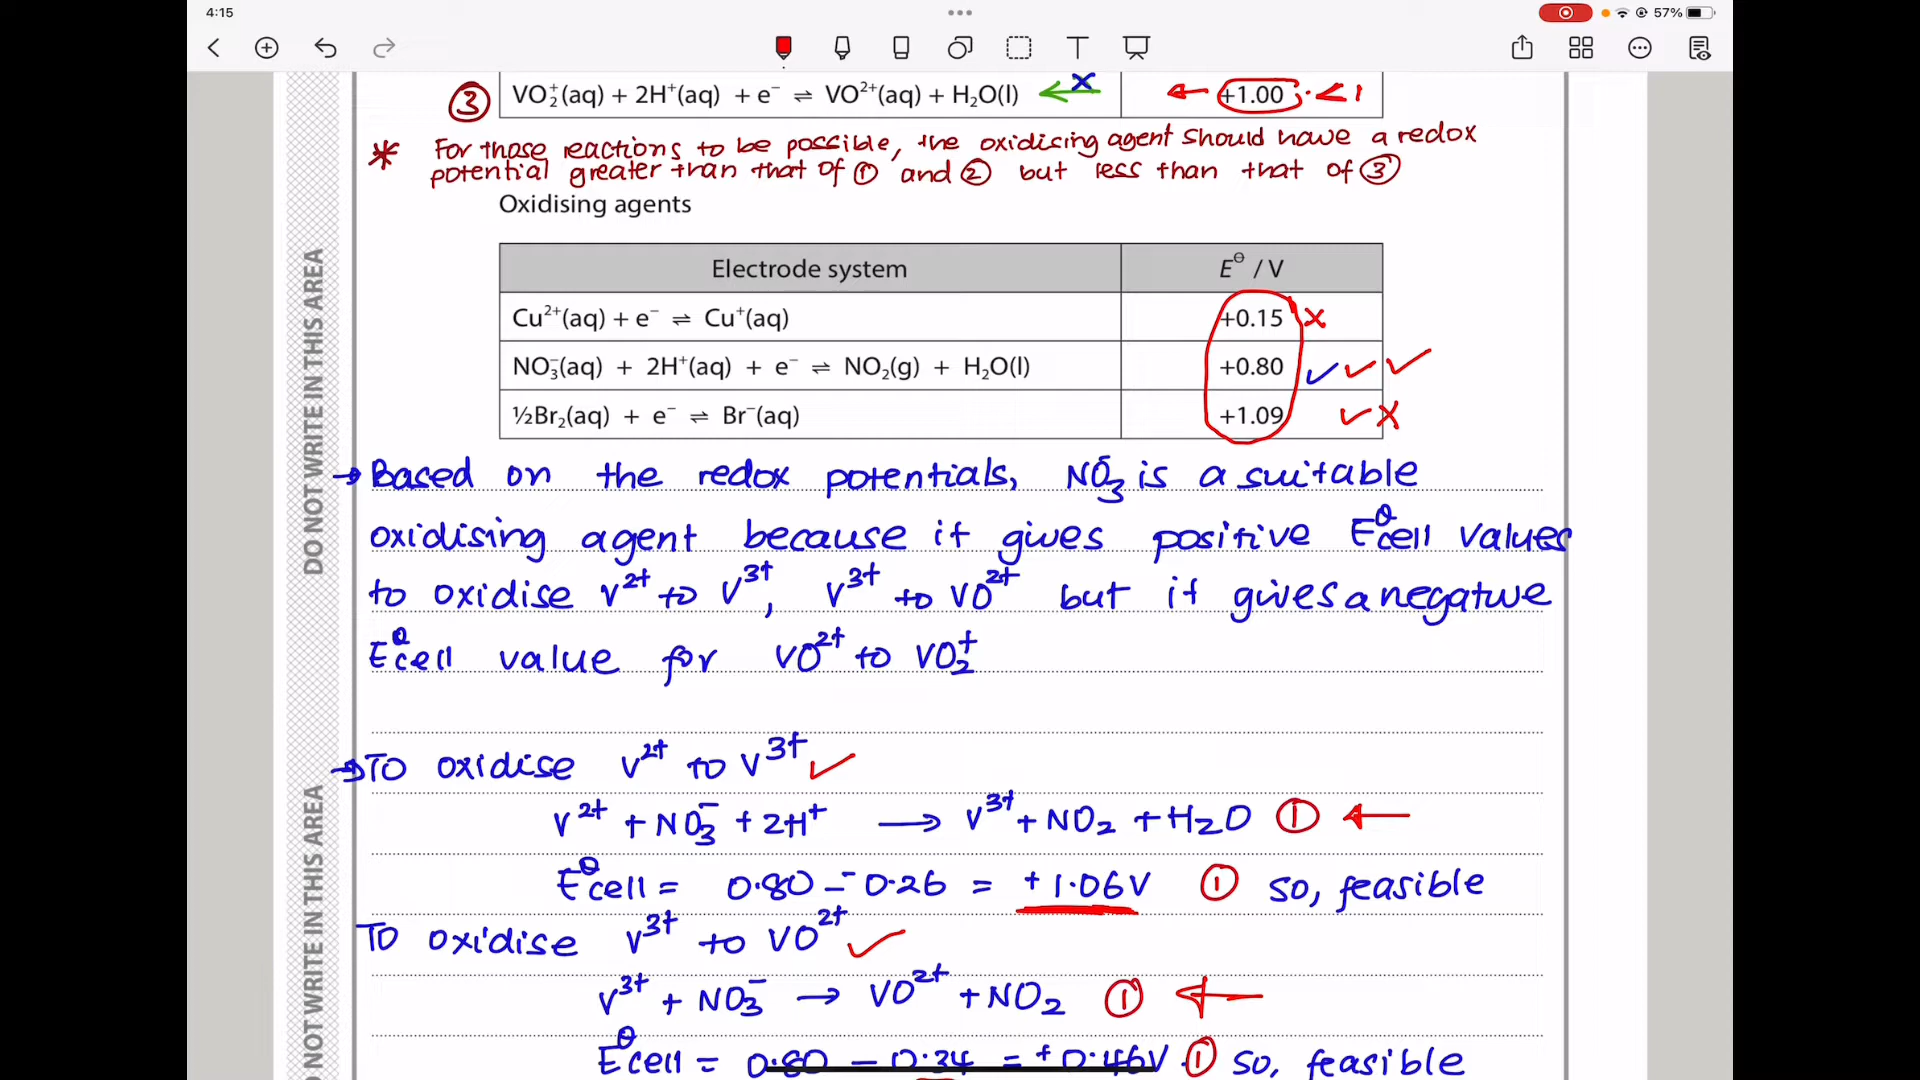 4:15
57%
③ VO₂⁺(aq) + 2H⁺(aq) + e⁻ ⇌ VO²⁺(aq) + H₂O(l) ← x ← +1.00 < 1
* For those reactions to be possible, the oxidising agent should have a redox
potential greater than that of ① and ② but less than that of ③
Oxidising agents
Electrode system E⊖ / V
Cu²⁺(aq) + e⁻ ⇌ Cu⁺(aq) +0.15 x
NO₃⁻(aq) + 2H⁺(aq) + e⁻ ⇌ NO₂(g) + H₂O(l) +0.80 ✓ ✓ ✓
½Br₂(aq) + e⁻ ⇌ Br⁻(aq) +1.09 ✓ x
→ Based on the redox potentials, NO₃⁻ is a suitable
oxidising agent because it gives positive E⊖cell values
to oxidise V²⁺ to V³⁺, V³⁺ to VO²⁺ but it gives a negative
E⊖cell value for VO²⁺ to VO₂⁺
→ To oxidise V²⁺ to V³⁺ ✓
V²⁺ + NO₃⁻ + 2H⁺ → V³⁺ + NO₂ + H₂O ① ←
E⊖cell = 0.80 - -0.26 = +1.06V ① so, feasible
To oxidise V³⁺ to VO²⁺ ✓
V³⁺ + NO₃⁻ → VO²⁺ + NO₂ ① ←
E⊖cell = 0.80 - 0.34 = +0.46V ① so, feasible
DO NOT WRITE IN THIS AREA
NOT WRITE IN THIS AREA